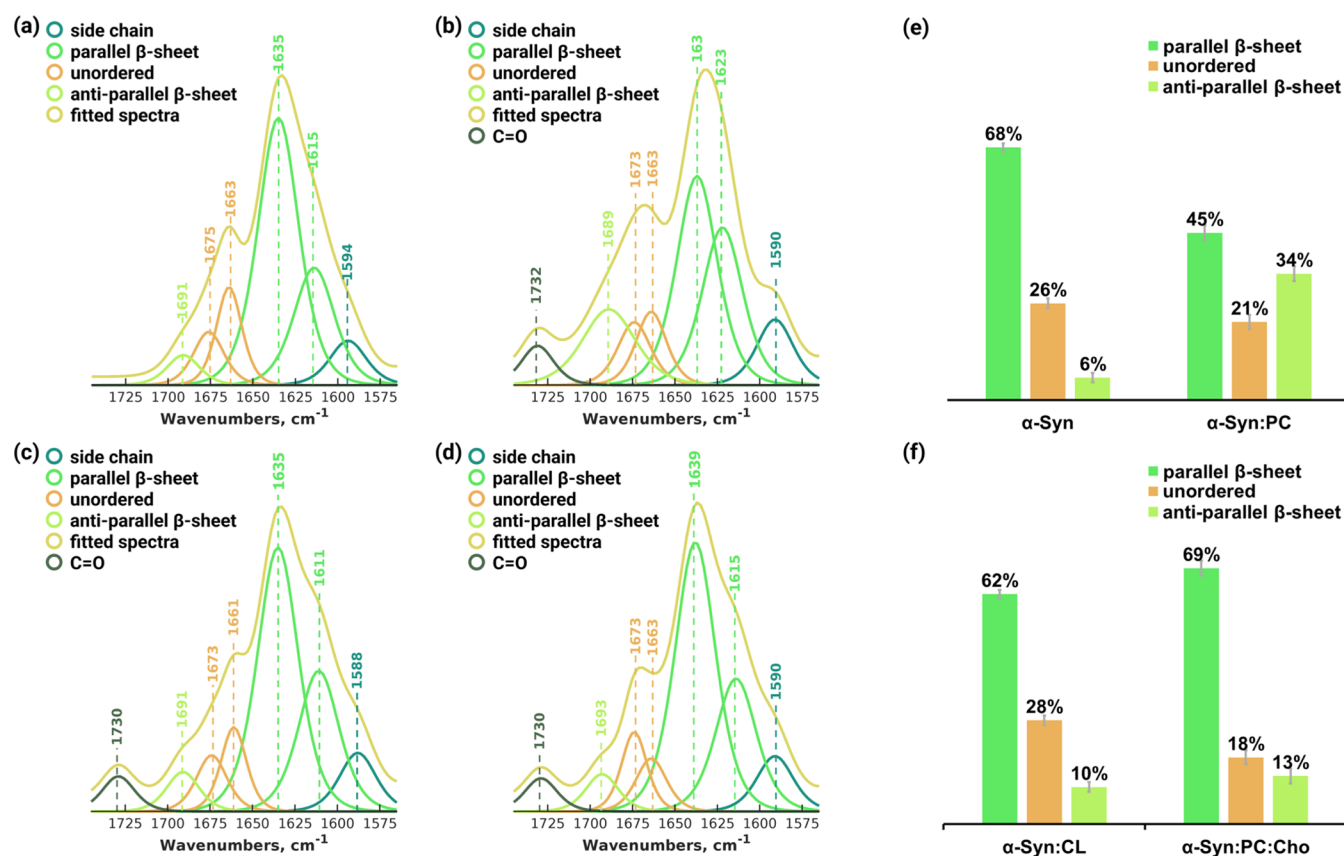 (a)
side chain
parallel β-sheet
unordered
anti-parallel β-sheet
fitted spectra
1691
1675
1663
1635
1615
1594
1725 1700 1675 1650 1625 1600 1575
Wavenumbers, cm-1
(b)
side chain
parallel β-sheet
unordered
anti-parallel β-sheet
fitted spectra
C=O
1732
1689
1673
1663
163
1623
1590
1725 1700 1675 1650 1625 1600 1575
Wavenumbers, cm-1
(c)
side chain
parallel β-sheet
unordered
anti-parallel β-sheet
fitted spectra
C=O
1730
1691
1673
1661
1635
1611
1588
1725 1700 1675 1650 1625 1600 1575
Wavenumbers, cm-1
(d)
side chain
parallel β-sheet
unordered
anti-parallel β-sheet
fitted spectra
C=O
1730
1693
1673
1663
1639
1615
1590
1725 1700 1675 1650 1625 1600 1575
Wavenumbers, cm-1
(e)
parallel β-sheet
unordered
anti-parallel β-sheet
68%
26%
6%
45%
21%
34%
α-Syn α-Syn:PC
(f)
parallel β-sheet
unordered
anti-parallel β-sheet
62%
28%
10%
69%
18%
13%
α-Syn:CL α-Syn:PC:Cho